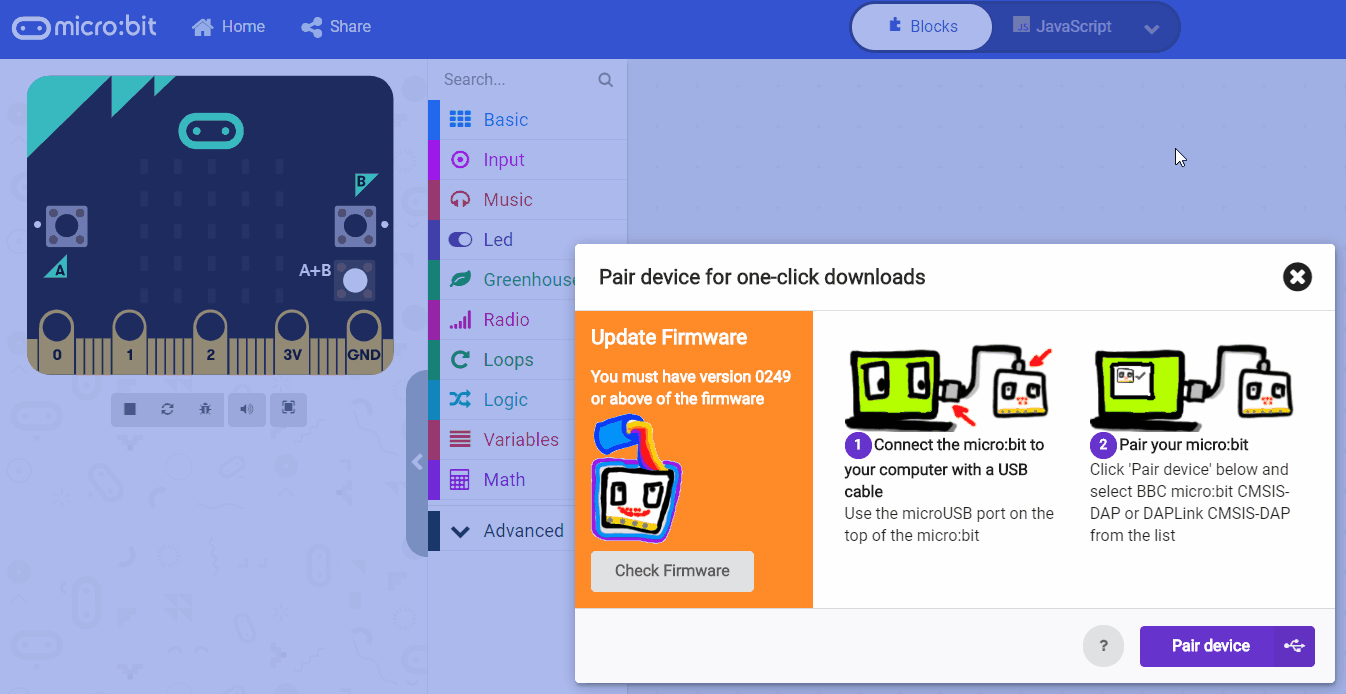 micro:bit
Home
Share
Blocks
JS JavaScript
Search...
Basic
Input
Music
Led
Greenhouse
Radio
Loops
Logic
Variables
Math
Advanced
B
A
A+B
0 1 2 3V GND
Pair device for one-click downloads
Update Firmware
You must have version 0249
or above of the firmware
Check Firmware
1 Connect the micro:bit to
your computer with a USB
cable
Use the microUSB port on the
top of the micro:bit
2 Pair your micro:bit
Click 'Pair device' below and
select BBC micro:bit CMSIS-
DAP or DAPLink CMSIS-DAP
from the list
?
Pair device